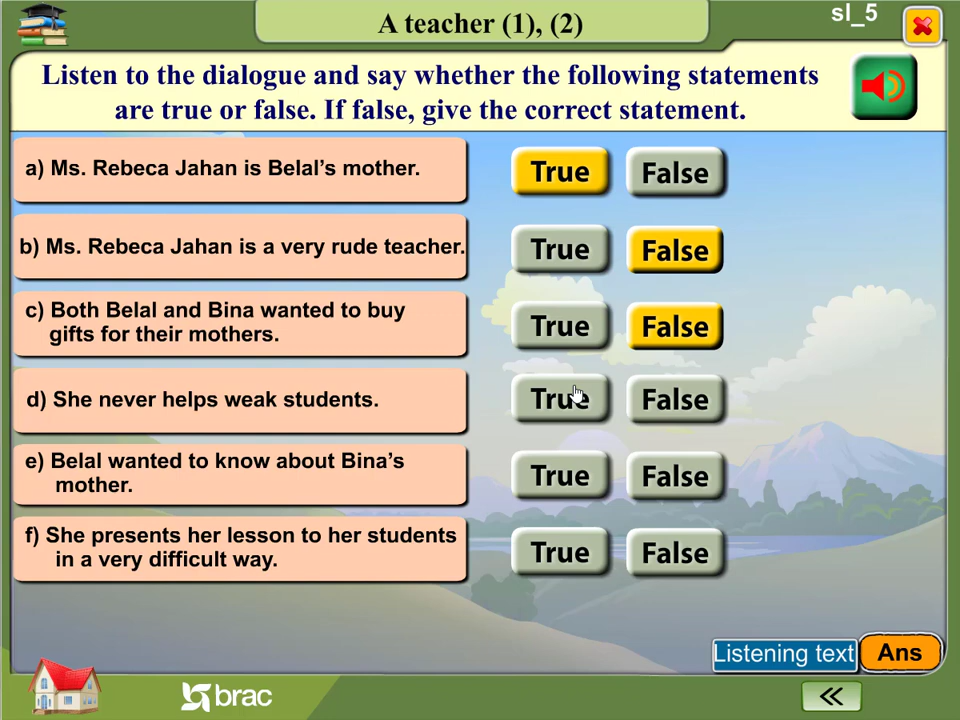 A teacher (1), (2)
sl_5
Listen to the dialogue and say whether the following statements
are true or false. If false, give the correct statement.
a) Ms. Rebeca Jahan is Belal's mother.
True
False
b) Ms. Rebeca Jahan is a very rude teacher.
True
False
c) Both Belal and Bina wanted to buy
gifts for their mothers.
True
False
d) She never helps weak students.
True
False
e) Belal wanted to know about Bina's
mother.
True
False
f) She presents her lesson to her students
in a very difficult way.
True
False
Listening text
Ans
brac